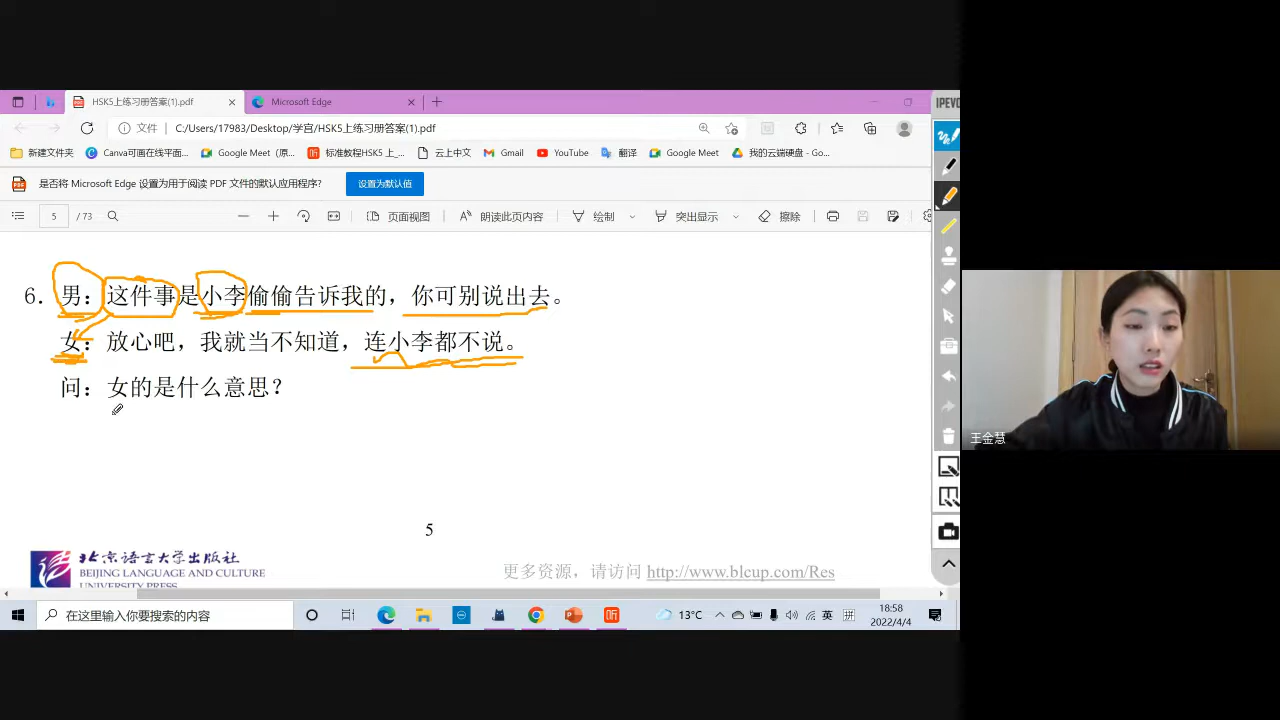 HSK5上练习册答案(1).pdf
Microsoft Edge
IPEVO
文件
C:/Users/17983/Desktop/学宫/HSK5上练习册答案(1).pdf
新建文件夹
Canva可画在线平面...
Google Meet（原...
标准教程HSK5 上_...
云上中文
Gmail
YouTube
翻译
Google Meet
我的云端硬盘 - Go...
是否将 Microsoft Edge 设置为用于阅读 PDF 文件的默认应用程序?
设置为默认值
5 / 73
页面视图
朗读此页内容
绘制
突出显示
擦除
6．男：这件事是小李偷偷告诉我的，你可别说出去。
女：放心吧，我就当不知道，连小李都不说。
问：女的是什么意思？
王金慧
5
北京语言大学出版社
BEIJING LANGUAGE AND CULTURE
UNIVERSITY PRESS
更多资源，请访问 http://www.blcup.com/Res
在这里输入你要搜索的内容
13°C
英
拼
18:58
2022/4/4